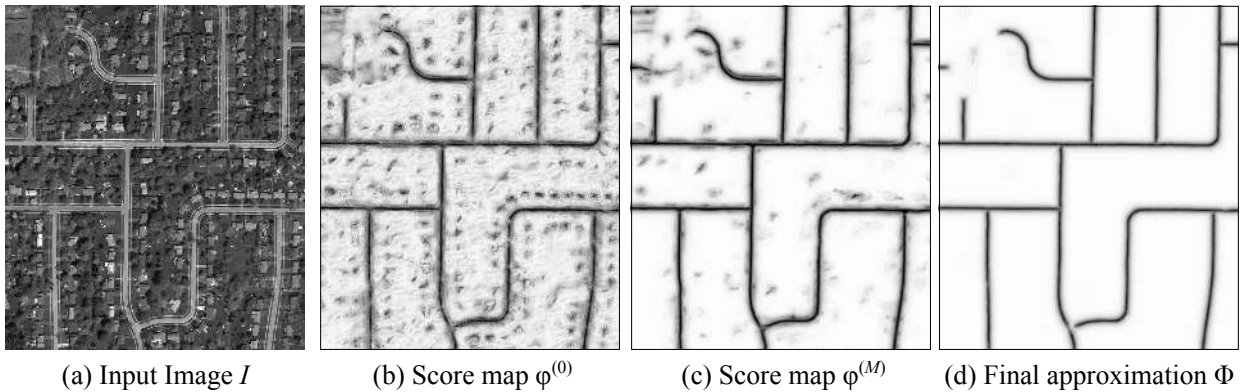 (a) Input Image I (b) Score map φ⁽⁰⁾ (c) Score map φ⁽ᴹ⁾ (d) Final approximation Φ